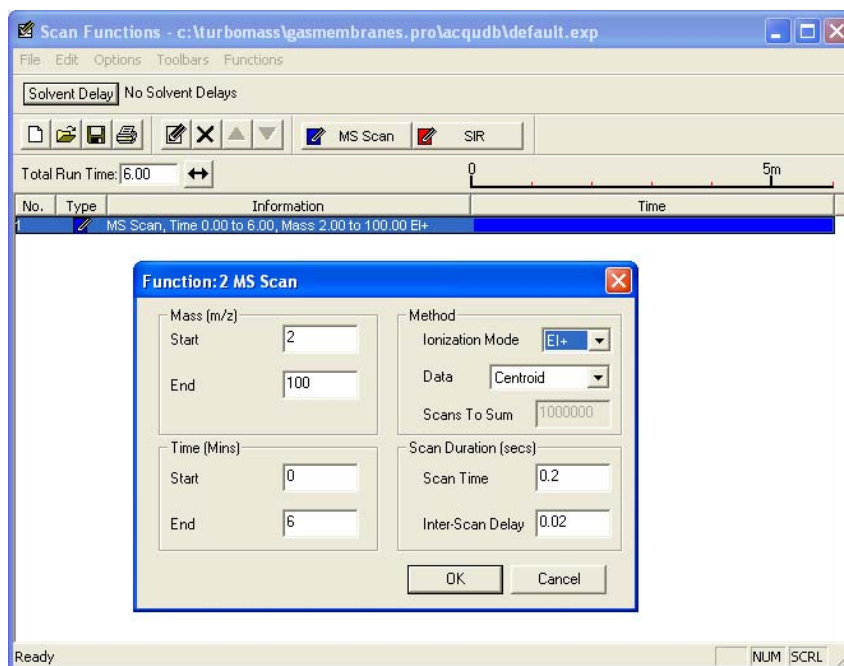 Scan Functions - c:\turbomass\gasmembranes.pro\acqudb\default.exp
File Edit Options Toolbars Functions
Solvent Delay No Solvent Delays
MS Scan SIR
Total Run Time: 6.00 0 5m
No. Type Information Time
1 MS Scan, Time 0.00 to 6.00, Mass 2.00 to 100.00 EI+
Function: 2 MS Scan
Mass (m/z)
Start 2
End 100
Method
Ionization Mode EI+
Data Centroid
Scans To Sum 1000000
Time (Mins)
Start 0
End 6
Scan Duration (secs)
Scan Time 0.2
Inter-Scan Delay 0.02
OK Cancel
Ready NUM SCRL